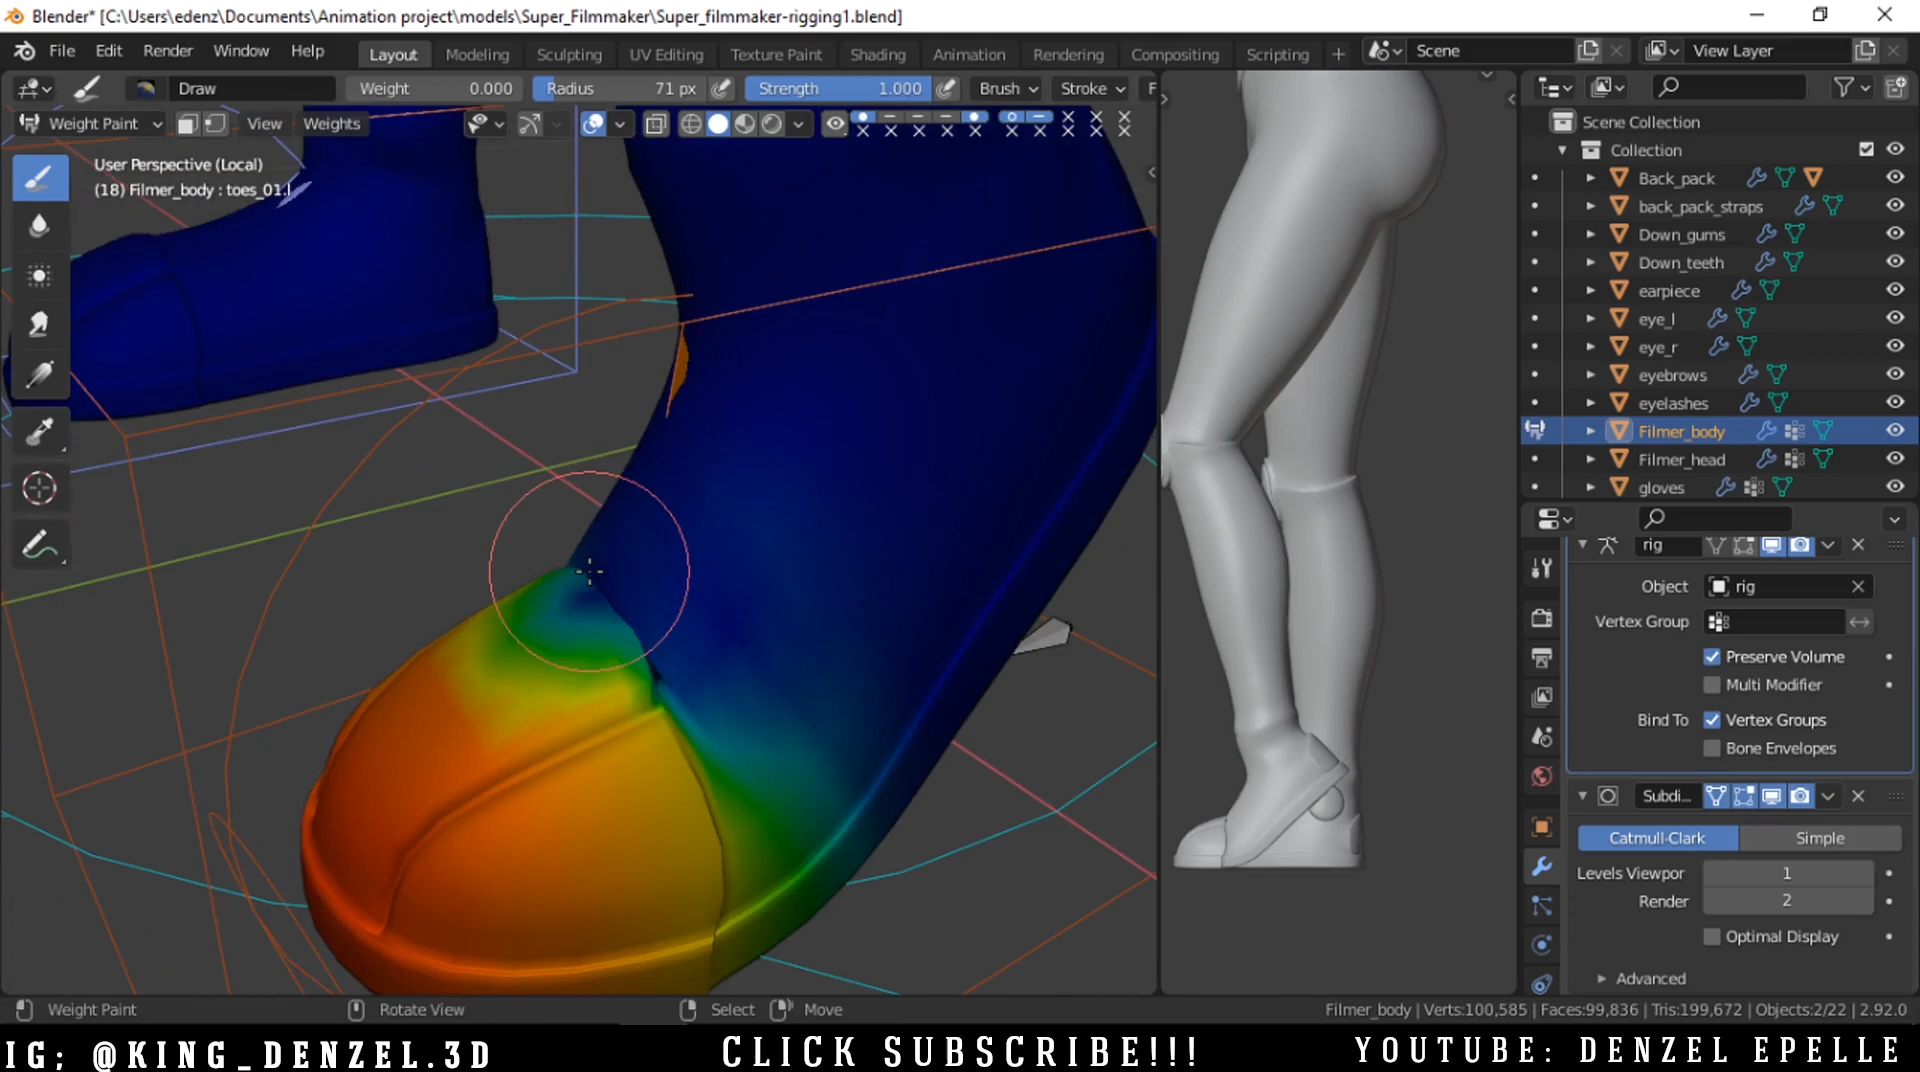 Blender* [C:\Users\edenz\Documents\Animation project\models\Super_Filmmaker\Super_filmmaker-rigging1.blend]
File Edit Render Window Help Layout Modeling Sculpting UV Editing Texture Paint Shading Animation Rendering Compositing Scripting + Scene View Layer
Draw Weight 0.000 Radius 71 px Strength 1.000 Brush Stroke F
Weight Paint View Weights
User Perspective (Local)
(18) Filmer_body : toes_01.l
Scene Collection
Collection
Back_pack
back_pack_straps
Down_gums
Down_teeth
earpiece
eye_l
eye_r
eyebrows
eyelashes
Filmer_body
Filmer_head
gloves
rig
Object rig
Vertex Group
Preserve Volume
Multi Modifier
Bind To Vertex Groups
Bone Envelopes
Subdi...
Catmull-Clark Simple
Levels Viewpor 1
Render 2
Optimal Display
Advanced
Weight Paint Rotate View Select Move Filmer_body | Verts:100,585 | Faces:99,836 | Tris:199,672 | Objects:2/22 | 2.92.0
IG; @KING_DENZEL.3D CLICK SUBSCRIBE!!! YOUTUBE: DENZEL EPELLE